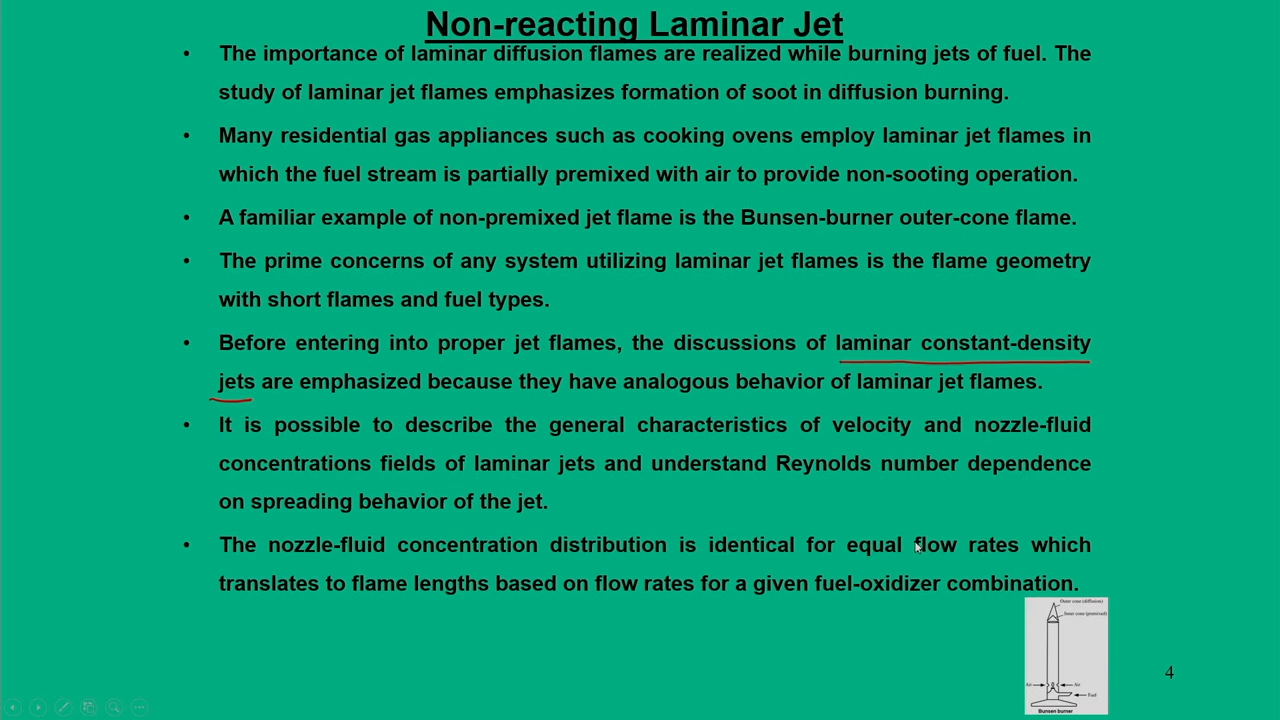 Non-reacting Laminar Jet
• The importance of laminar diffusion flames are realized while burning jets of fuel. The
study of laminar jet flames emphasizes formation of soot in diffusion burning.
• Many residential gas appliances such as cooking ovens employ laminar jet flames in
which the fuel stream is partially premixed with air to provide non-sooting operation.
• A familiar example of non-premixed jet flame is the Bunsen-burner outer-cone flame.
• The prime concerns of any system utilizing laminar jet flames is the flame geometry
with short flames and fuel types.
• Before entering into proper jet flames, the discussions of laminar constant-density
jets are emphasized because they have analogous behavior of laminar jet flames.
• It is possible to describe the general characteristics of velocity and nozzle-fluid
concentrations fields of laminar jets and understand Reynolds number dependence
on spreading behavior of the jet.
• The nozzle-fluid concentration distribution is identical for equal flow rates which
translates to flame lengths based on flow rates for a given fuel-oxidizer combination.
Outer cone (diffusion)
Inner cone (premixed)
Air Air
Fuel
Bunsen burner
4